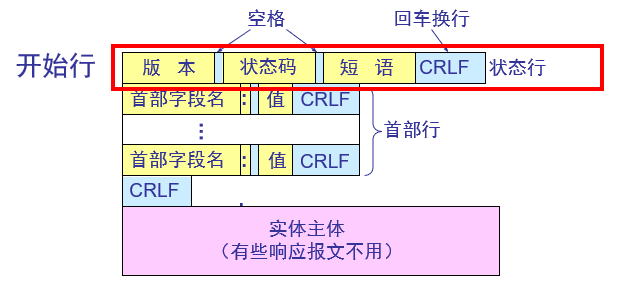 空格 回车换行
开始行 版 本 状态码 短 语 CRLF 状态行
首部字段名 : 值 CRLF
⋮ 首部行
首部字段名 : 值 CRLF
CRLF
实体主体
（有些响应报文不用）